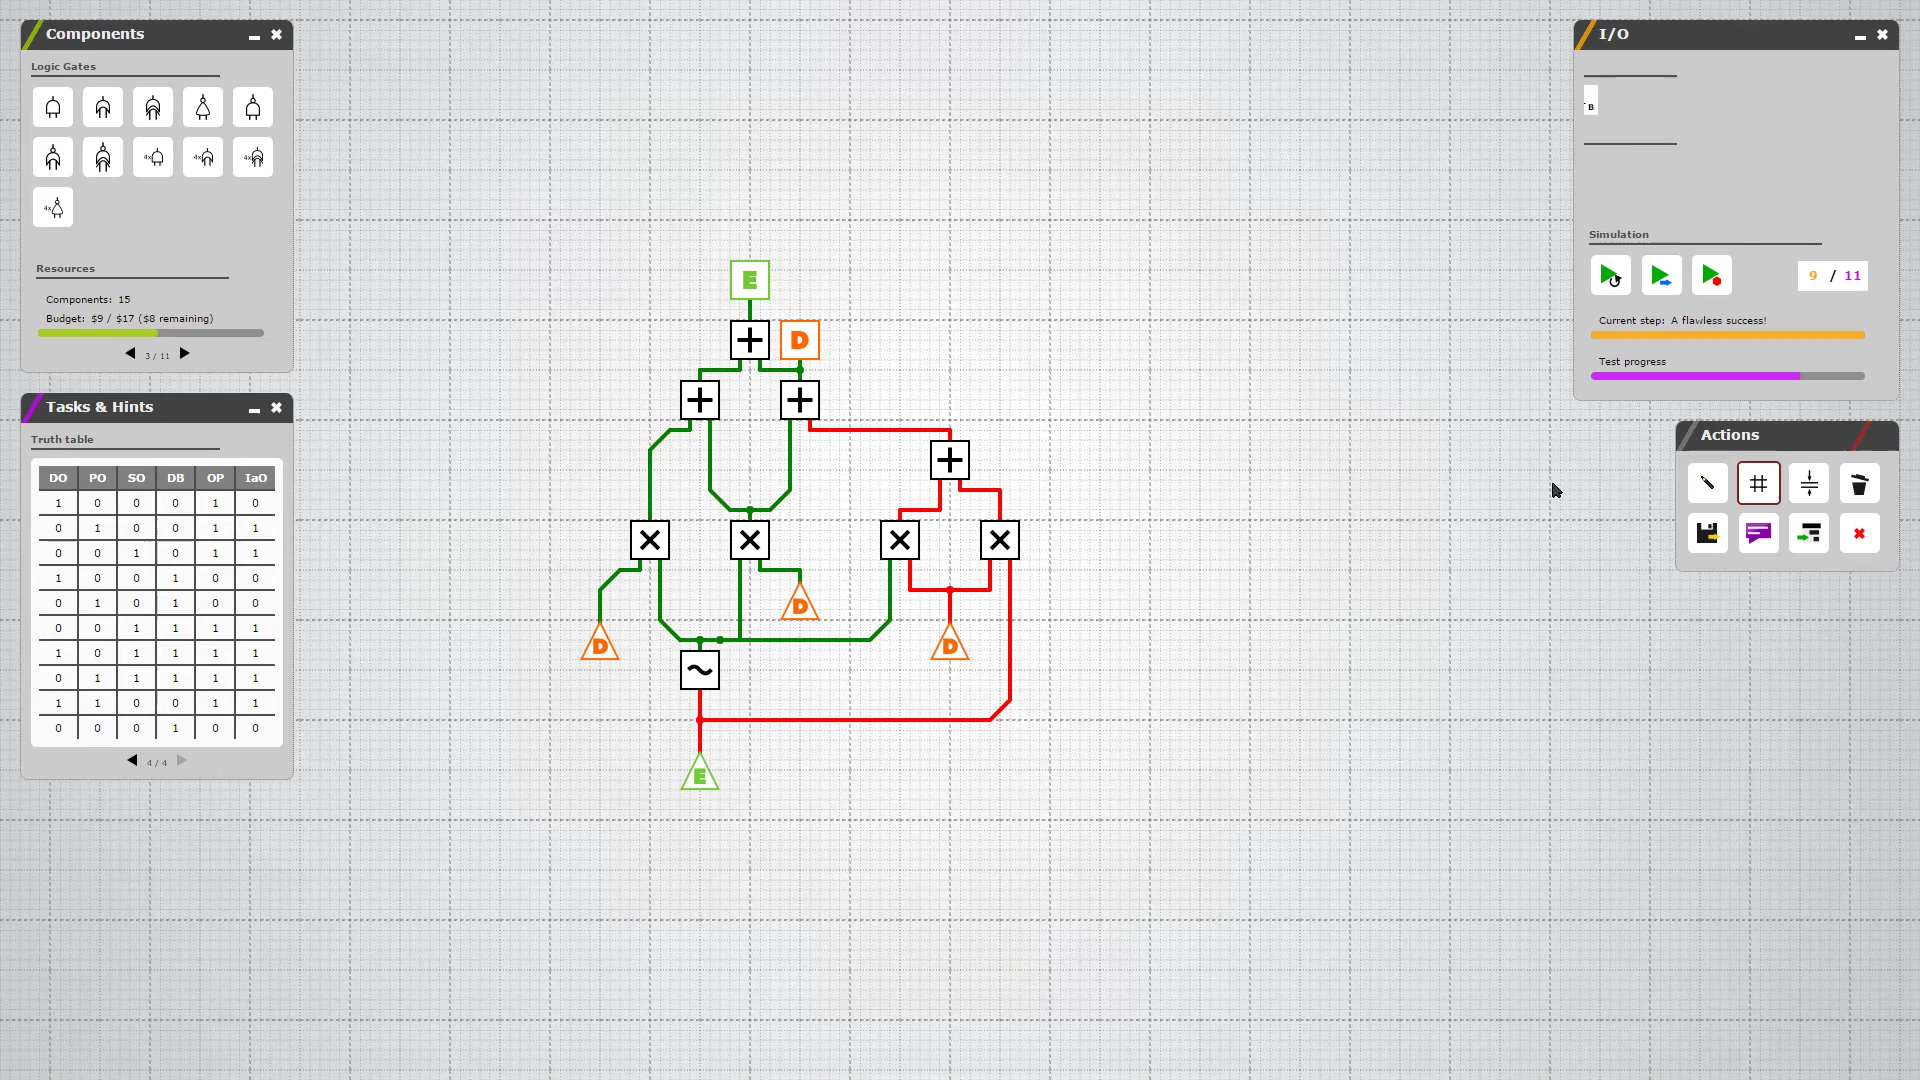 Components
Logic Gates
4x
4x
4x
4x
Resources
Components: 15
Budget: $9 / $17 ($8 remaining)
3 / 11
Tasks & Hints
Truth table
DO PO SO DB OP IaO
1 0 0 0 1 0
0 1 0 0 1 1
0 0 1 0 1 1
1 0 0 1 0 0
0 1 0 1 0 0
0 0 1 1 1 1
1 0 1 1 1 1
0 1 1 1 1 1
1 1 0 0 1 1
0 0 0 1 0 0
4 / 4
E
D
D
D
D
E
I/O
B
Simulation
9 / 11
Current step: A flawless success!
Test progress
Actions